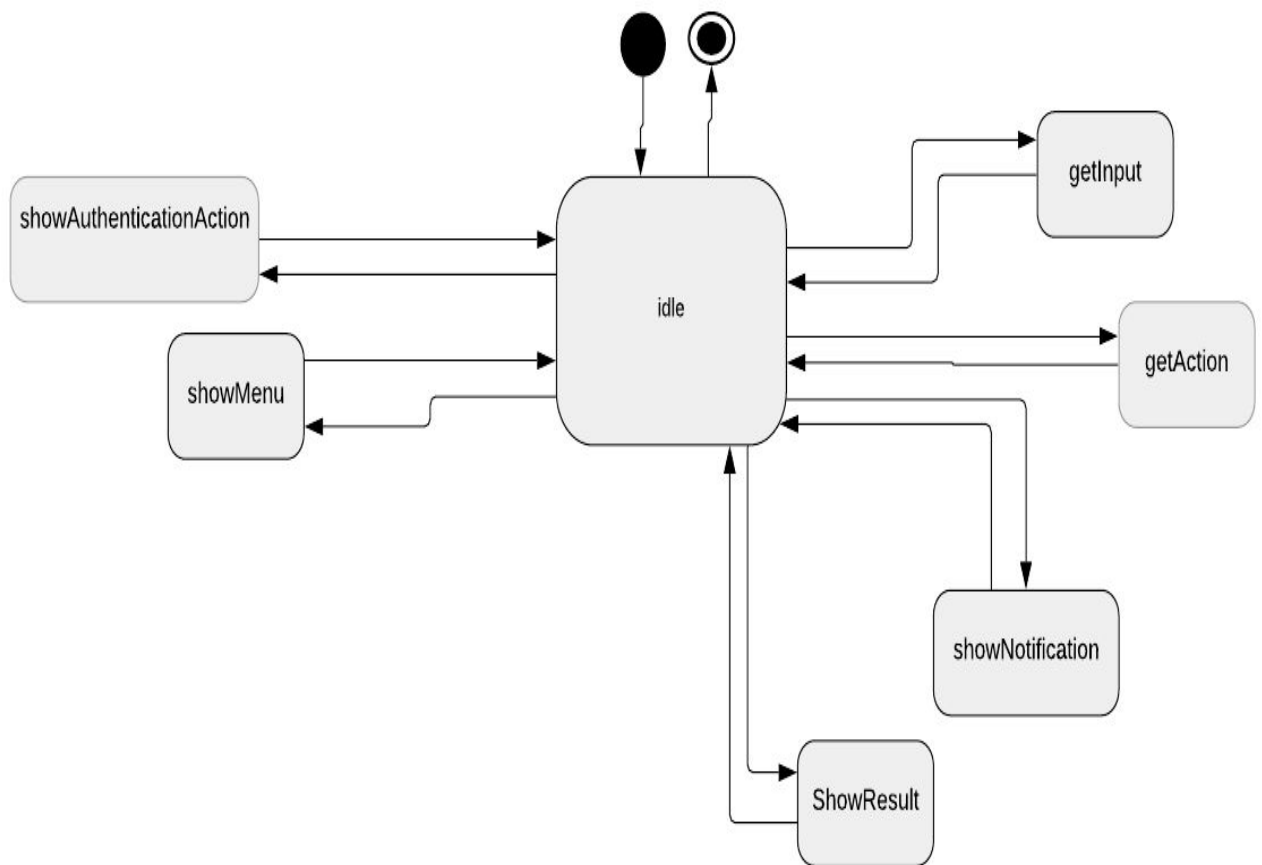 getInput
showAuthenticationAction
idle
getAction
showMenu
showNotification
ShowResult